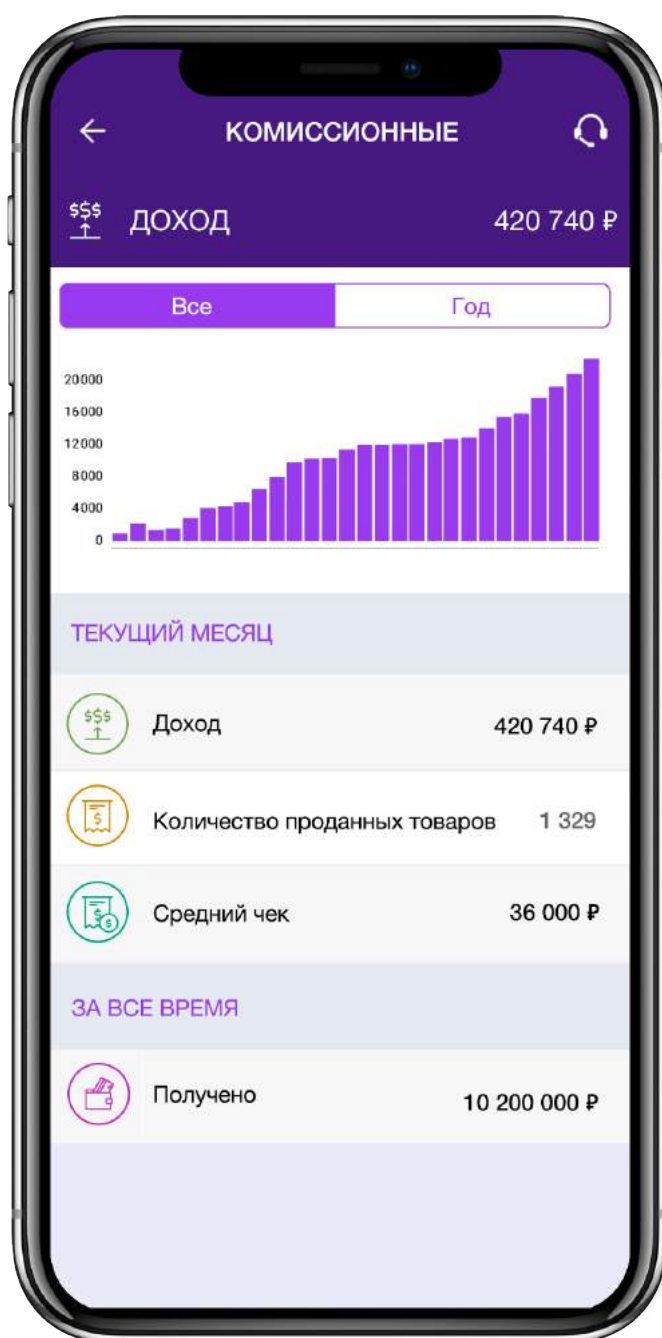 КОМИССИОННЫЕ
$$$ ДОХОД 420 740 ₽
Все Год
20000
16000
12000
8000
4000
0
ТЕКУЩИЙ МЕСЯЦ
$$$ Доход 420 740 ₽
$ Количество проданных товаров 1 329
$ $ Средний чек 36 000 ₽
ЗА ВСЕ ВРЕМЯ
Получено 10 200 000 ₽